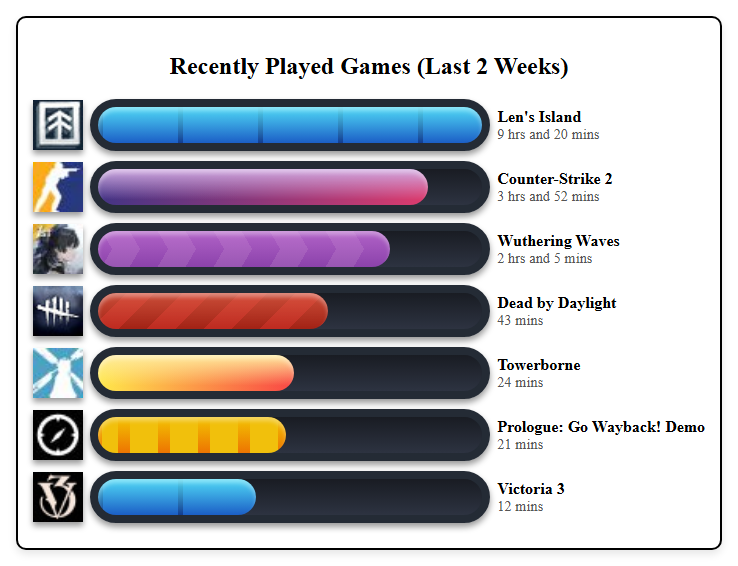 Recently Played Games (Last 2 Weeks)
Len's Island
9 hrs and 20 mins
Counter-Strike 2
3 hrs and 52 mins
Wuthering Waves
2 hrs and 5 mins
Dead by Daylight
43 mins
Towerborne
24 mins
Prologue: Go Wayback! Demo
21 mins
Victoria 3
12 mins